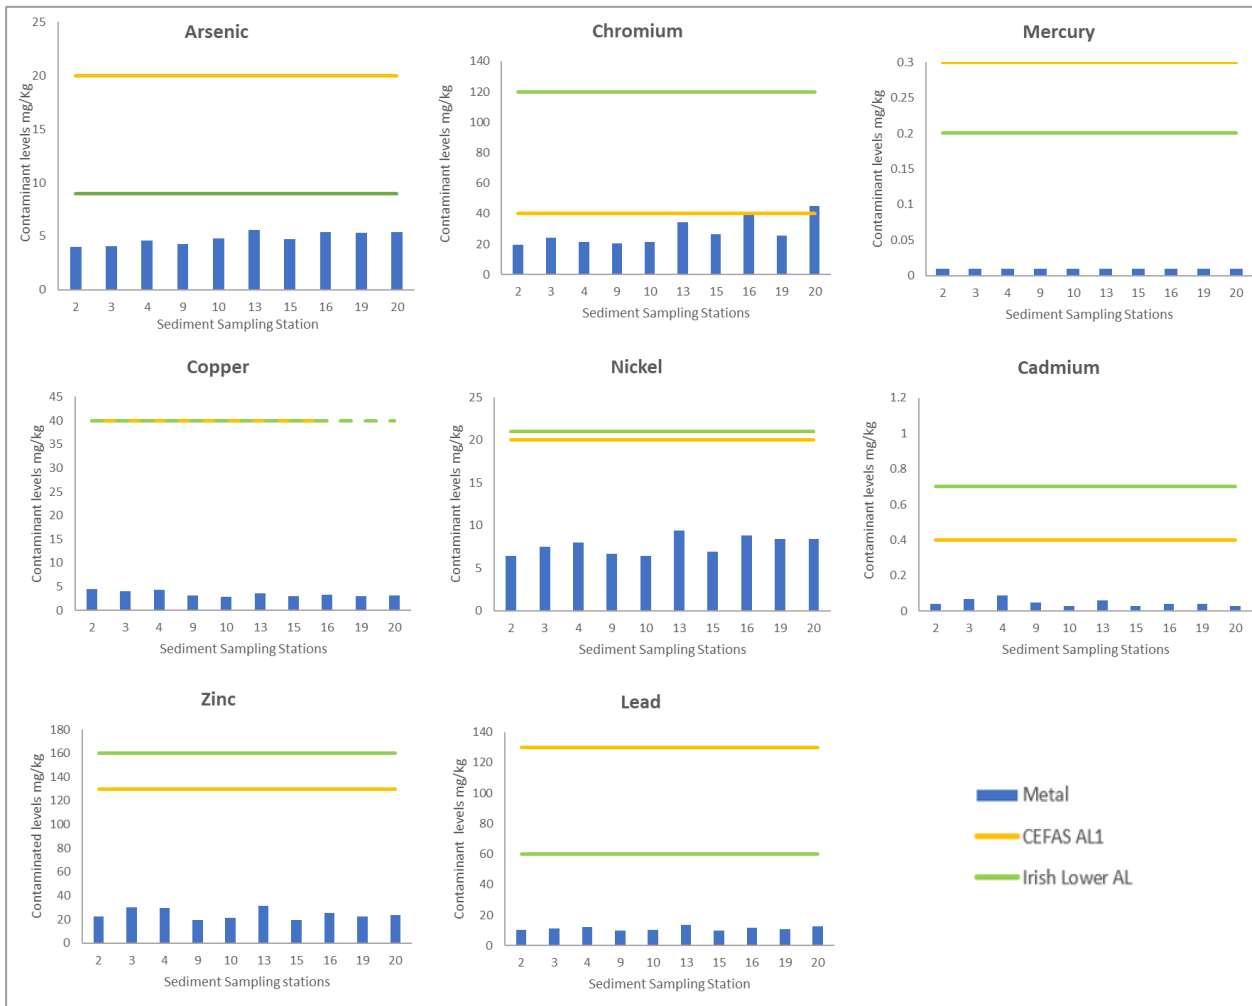 Arsenic
Contaminant levels mg/Kg
25
20
15
10
5
0
2 3 4 9 10 13 15 16 19 20
Sediment Sampling Station
Chromium
Contaminant levels mg/kg
140
120
100
80
60
40
20
0
2 3 4 9 10 13 15 16 19 20
Sediment Sampling Stations
Mercury
Contaminant levels mg/kg
0.3
0.2
0.1
0.05
0
2 3 4 9 10 13 15 16 19 20
Sediment Sampling Stations
Copper
Contaminant levels mg/kg
45
40
35
30
25
20
15
10
5
0
2 3 4 9 10 13 15 16 19 20
Sediment Sampling Stations
Nickel
Contaminant levels mg/kg
25
20
15
10
5
0
2 3 4 9 10 13 15 16 19 20
Sediment Sampling Stations
Cadmium
Contaminant levels mg/kg
1.2
1
0.8
0.6
0.4
0.2
0
2 3 4 9 10 13 15 16 19 20
Sediment Sampling Stations
Zinc
Contaminated levels mg/kg
180
160
140
120
100
80
60
40
20
0
2 3 4 9 10 13 15 16 19 20
Sediment Sampling stations
Lead
Contaminant levels mg/kg
140
120
100
80
60
40
20
0
2 3 4 9 10 13 15 16 19 20
Sediment Sampling Station
Metal
CEFAS AL1
Irish Lower AL